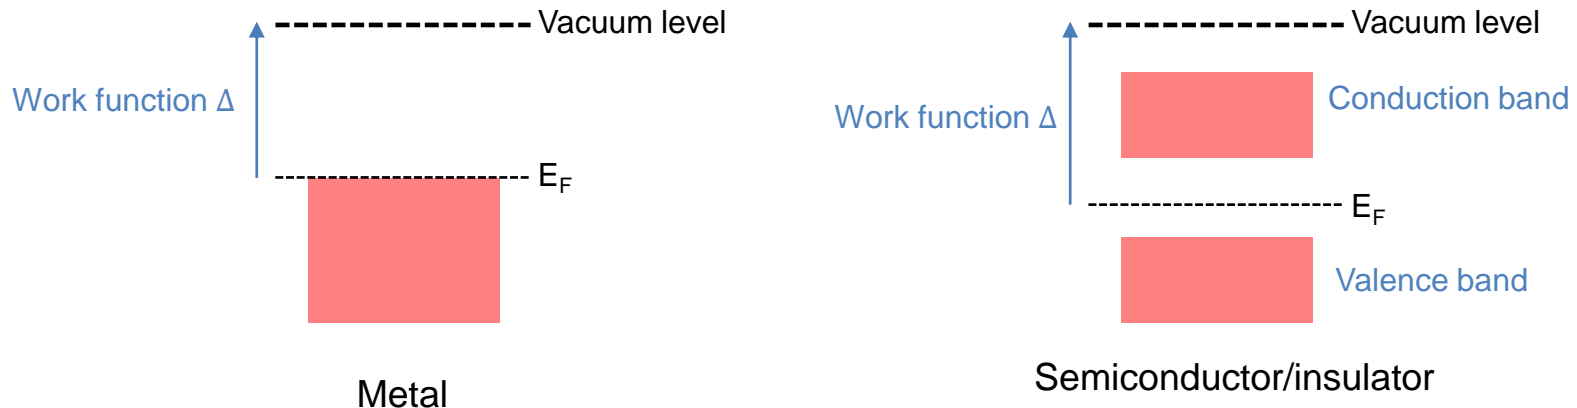 Vacuum level
Work function Δ
E_F
Metal
Vacuum level
Conduction band
Work function Δ
E_F
Valence band
Semiconductor/insulator